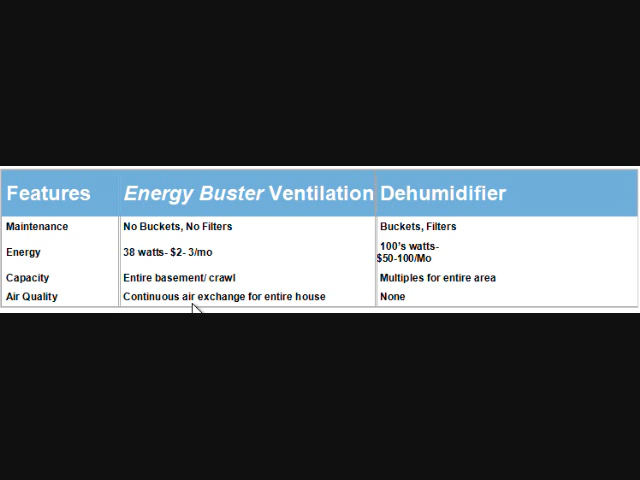 Features Energy Buster Ventilation Dehumidifier
Maintenance No Buckets, No Filters Buckets, Filters
Energy 38 watts- $2- 3/mo 100's watts-
$50-100/Mo
Capacity Entire basement/ crawl Multiples for entire area
Air Quality Continuous air exchange for entire house None